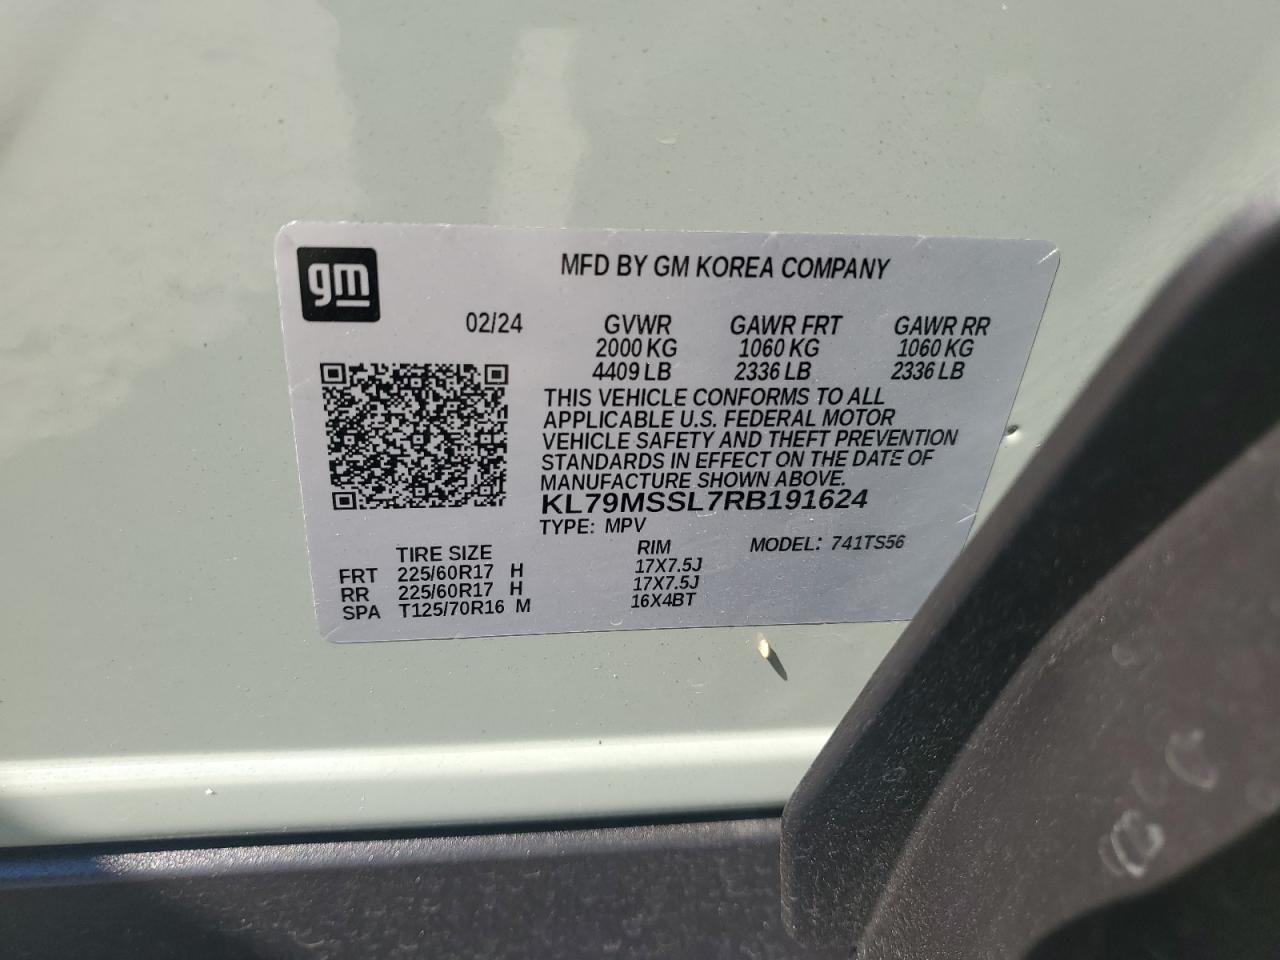 gm
MFD BY GM KOREA COMPANY
02/24 GVWR GAWR FRT GAWR RR
2000 KG 1060 KG 1060 KG
4409 LB 2336 LB 2336 LB
THIS VEHICLE CONFORMS TO ALL
APPLICABLE U.S. FEDERAL MOTOR
VEHICLE SAFETY AND THEFT PREVENTION
STANDARDS IN EFFECT ON THE DATE OF
MANUFACTURE SHOWN ABOVE.
KL79MSSL7RB191624
TYPE: MPV
TIRE SIZE RIM MODEL: 741TS56
FRT 225/60R17 H 17X7.5J
RR 225/60R17 H 17X7.5J
SPA T125/70R16 M 16X4BT